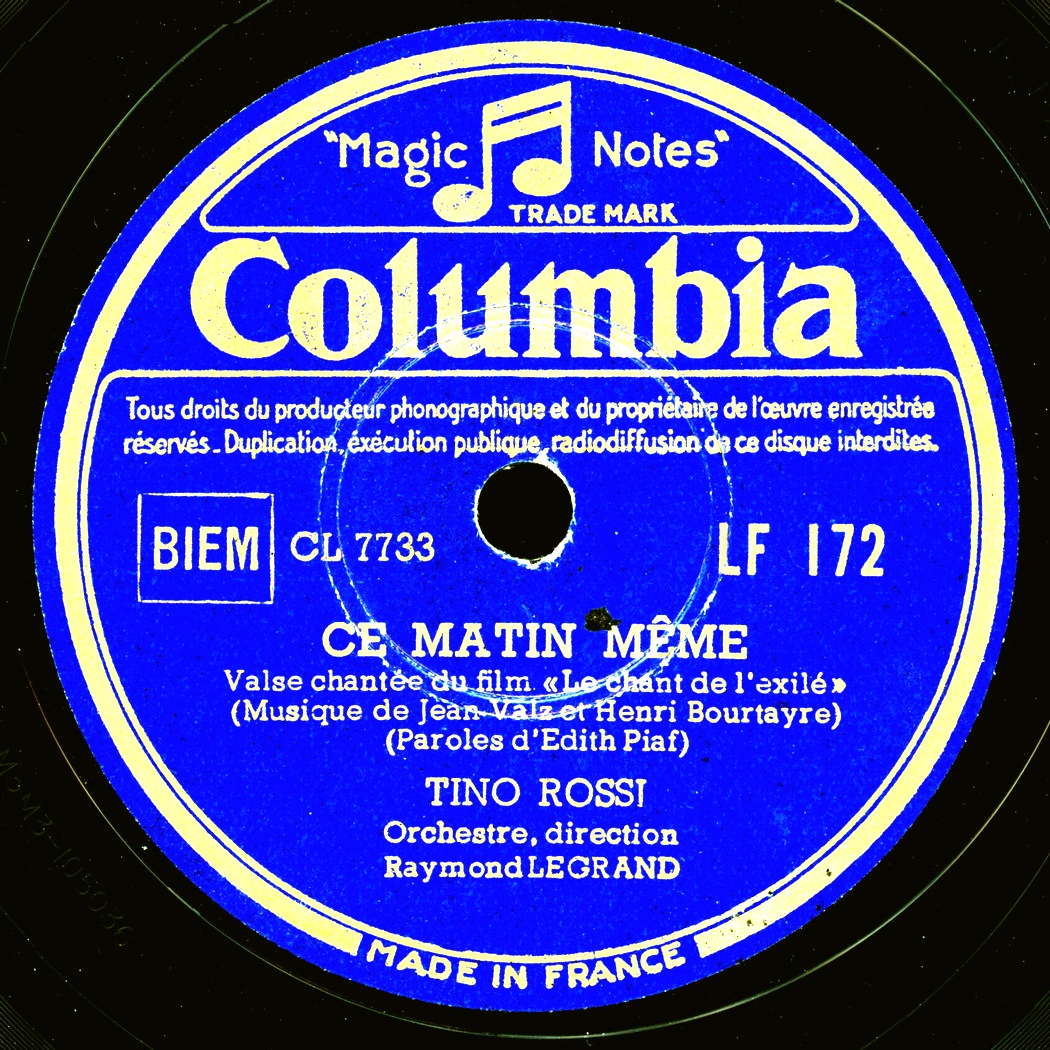 "Magic Notes"
TRADE MARK
Columbia
Tous droits du producteur phonographique et du propriétaire de l'œuvre enregistrée
réservés_Duplication, éxécution publique, radiodiffusion de ce disque interdites.
BIEM CL 7733 LF 172
CE MATIN MÊME
Valse chantée du film «Le chant de l'exilé»
(Musique de Jean Valz et Henri Bourtayre)
(Paroles d'Edith Piaf)
TINO ROSSI
Orchestre, direction
Raymond LEGRAND
MADE IN FRANCE